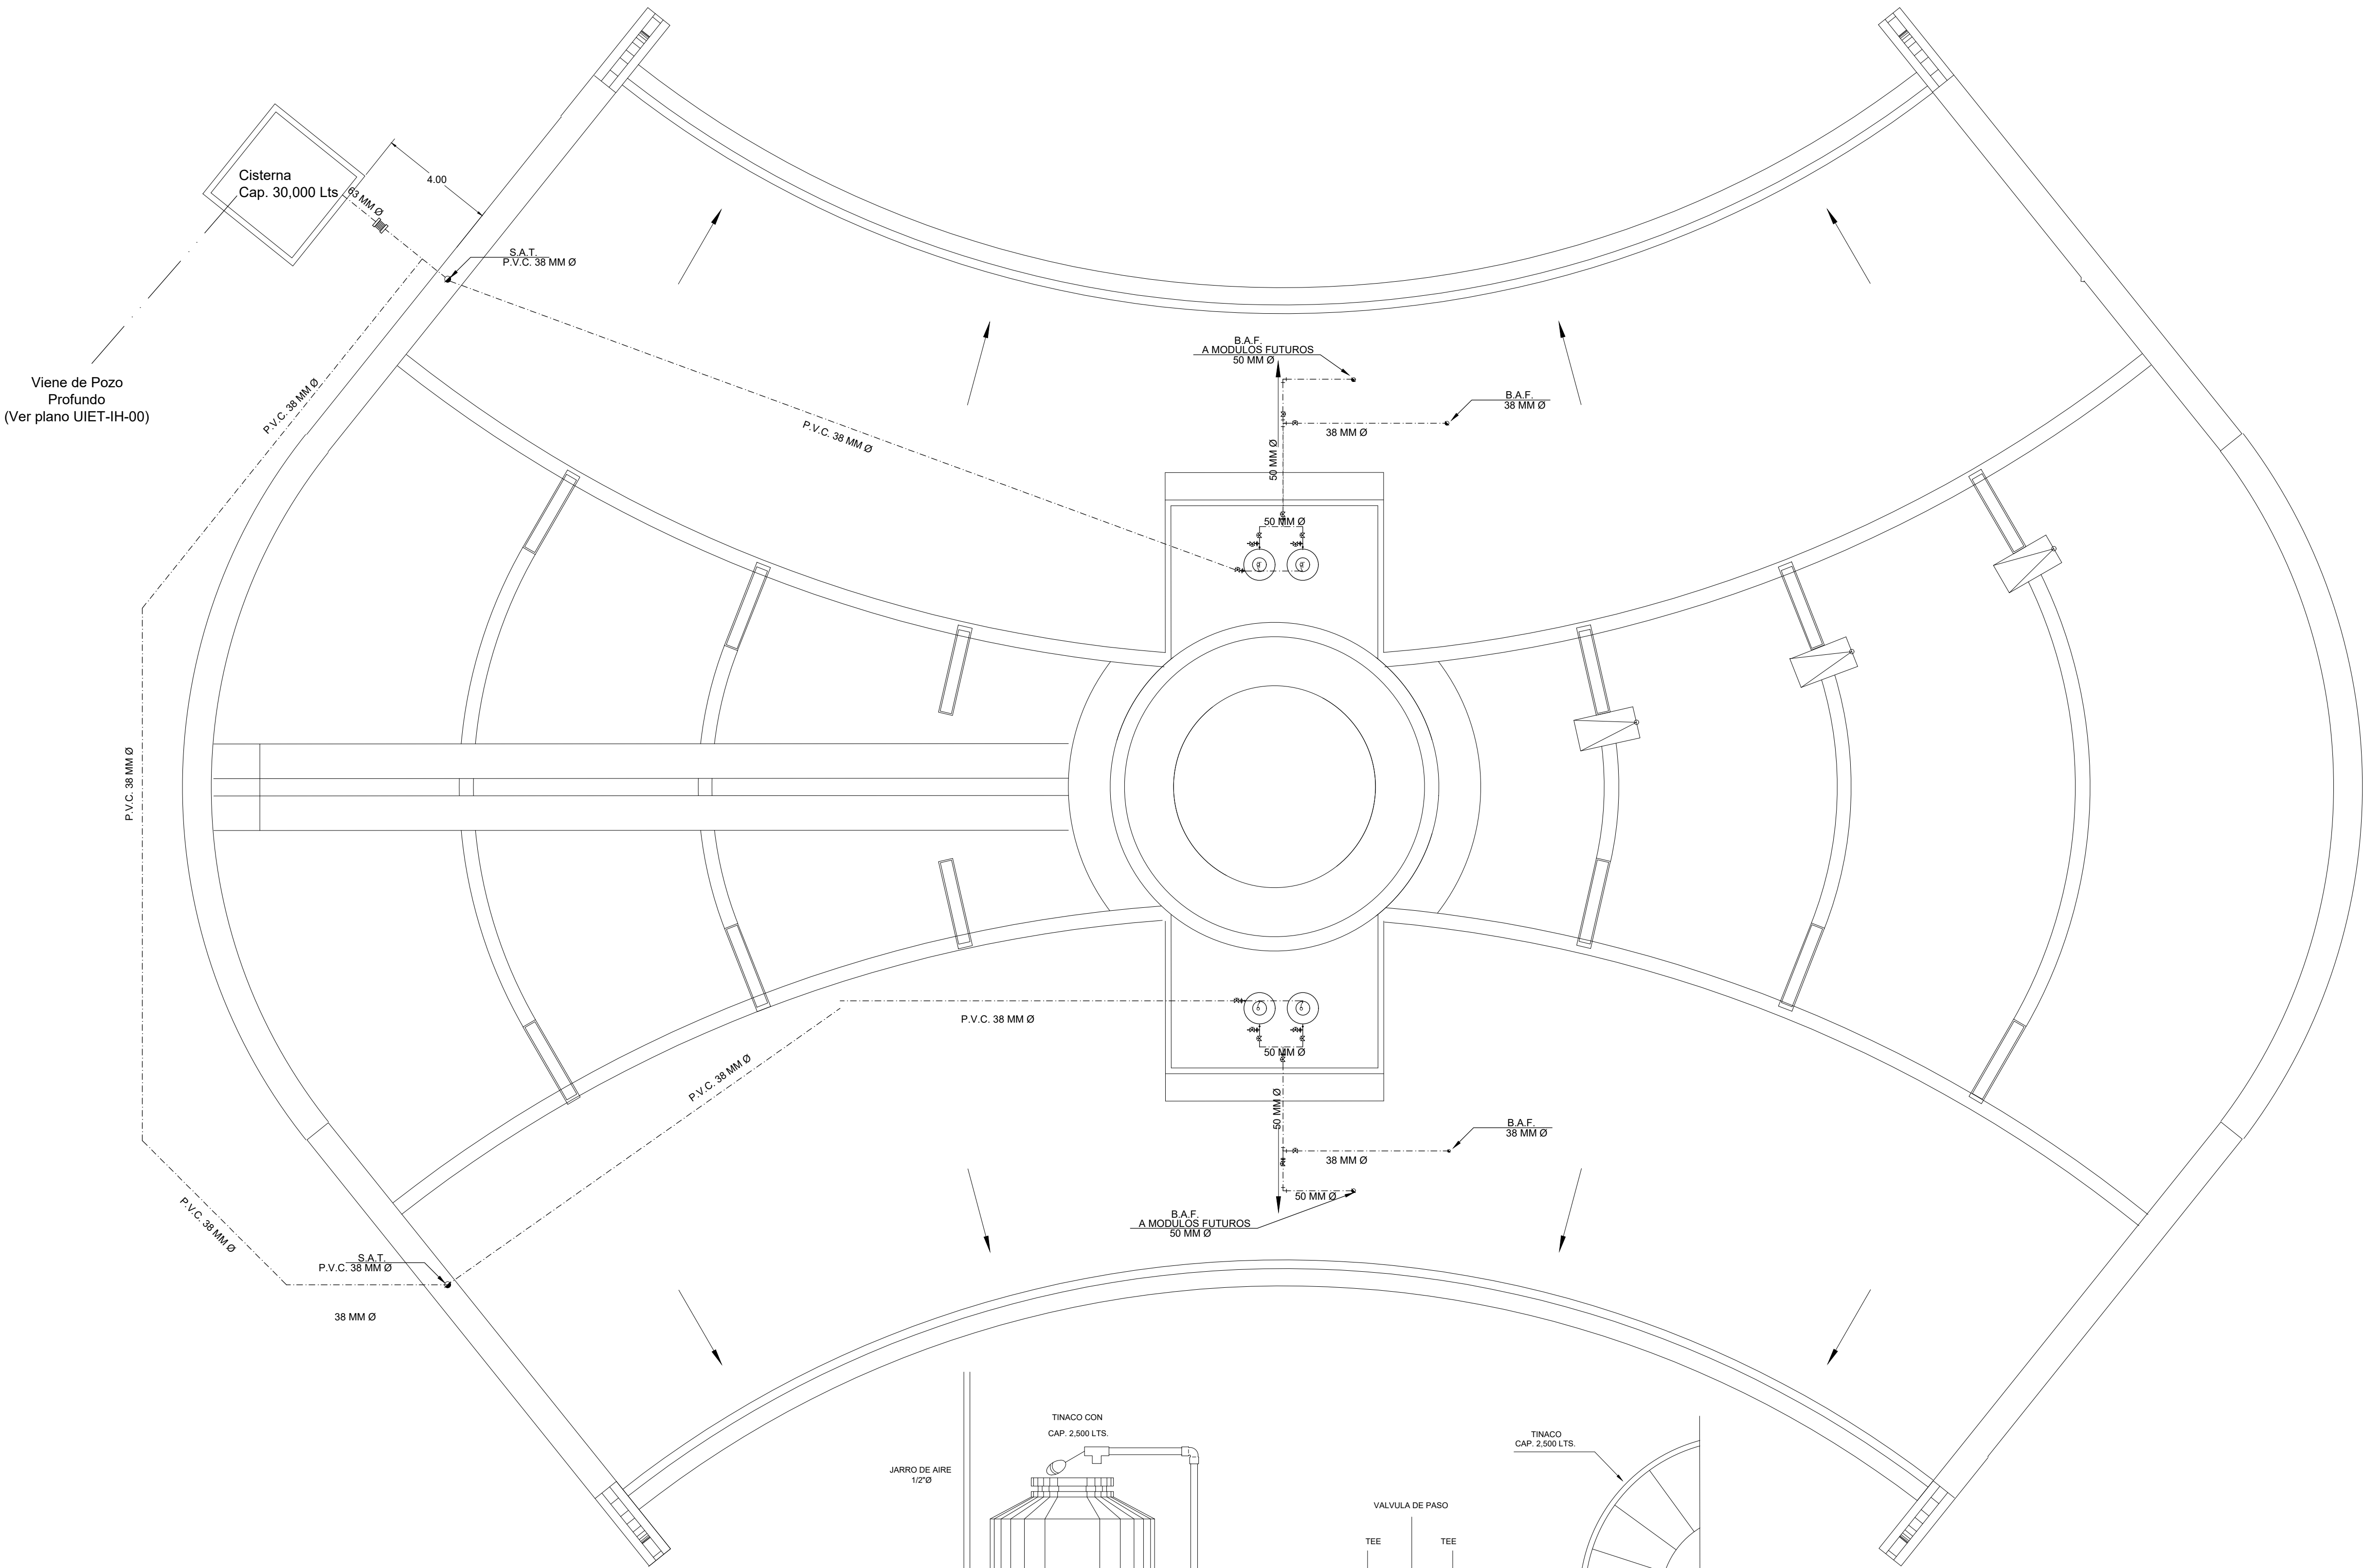 Cisterna
Cap. 30,000 Lts
63 MM Ø
4.00
S.A.T.
P.V.C. 38 MM Ø
Viene de Pozo
Profundo
(Ver plano UIET-IH-00)
P.V.C. 38 MM Ø
P.V.C. 38 MM Ø
B.A.F.
A MODULOS FUTUROS
50 MM Ø
B.A.F.
38 MM Ø
38 MM Ø
50 MM Ø
50 MM Ø
P.V.C. 38 MM Ø
P.V.C. 38 MM Ø
P.V.C. 38 MM Ø
50 MM Ø
50 MM Ø
B.A.F.
38 MM Ø
38 MM Ø
50 MM Ø
B.A.F.
A MODULOS FUTUROS
50 MM Ø
P.V.C. 38 MM Ø
S.A.T.
P.V.C. 38 MM Ø
38 MM Ø
TINACO CON
CAP. 2,500 LTS.
JARRO DE AIRE
1/2"Ø
TINACO
CAP. 2,500 LTS.
VALVULA DE PASO
TEE
TEE